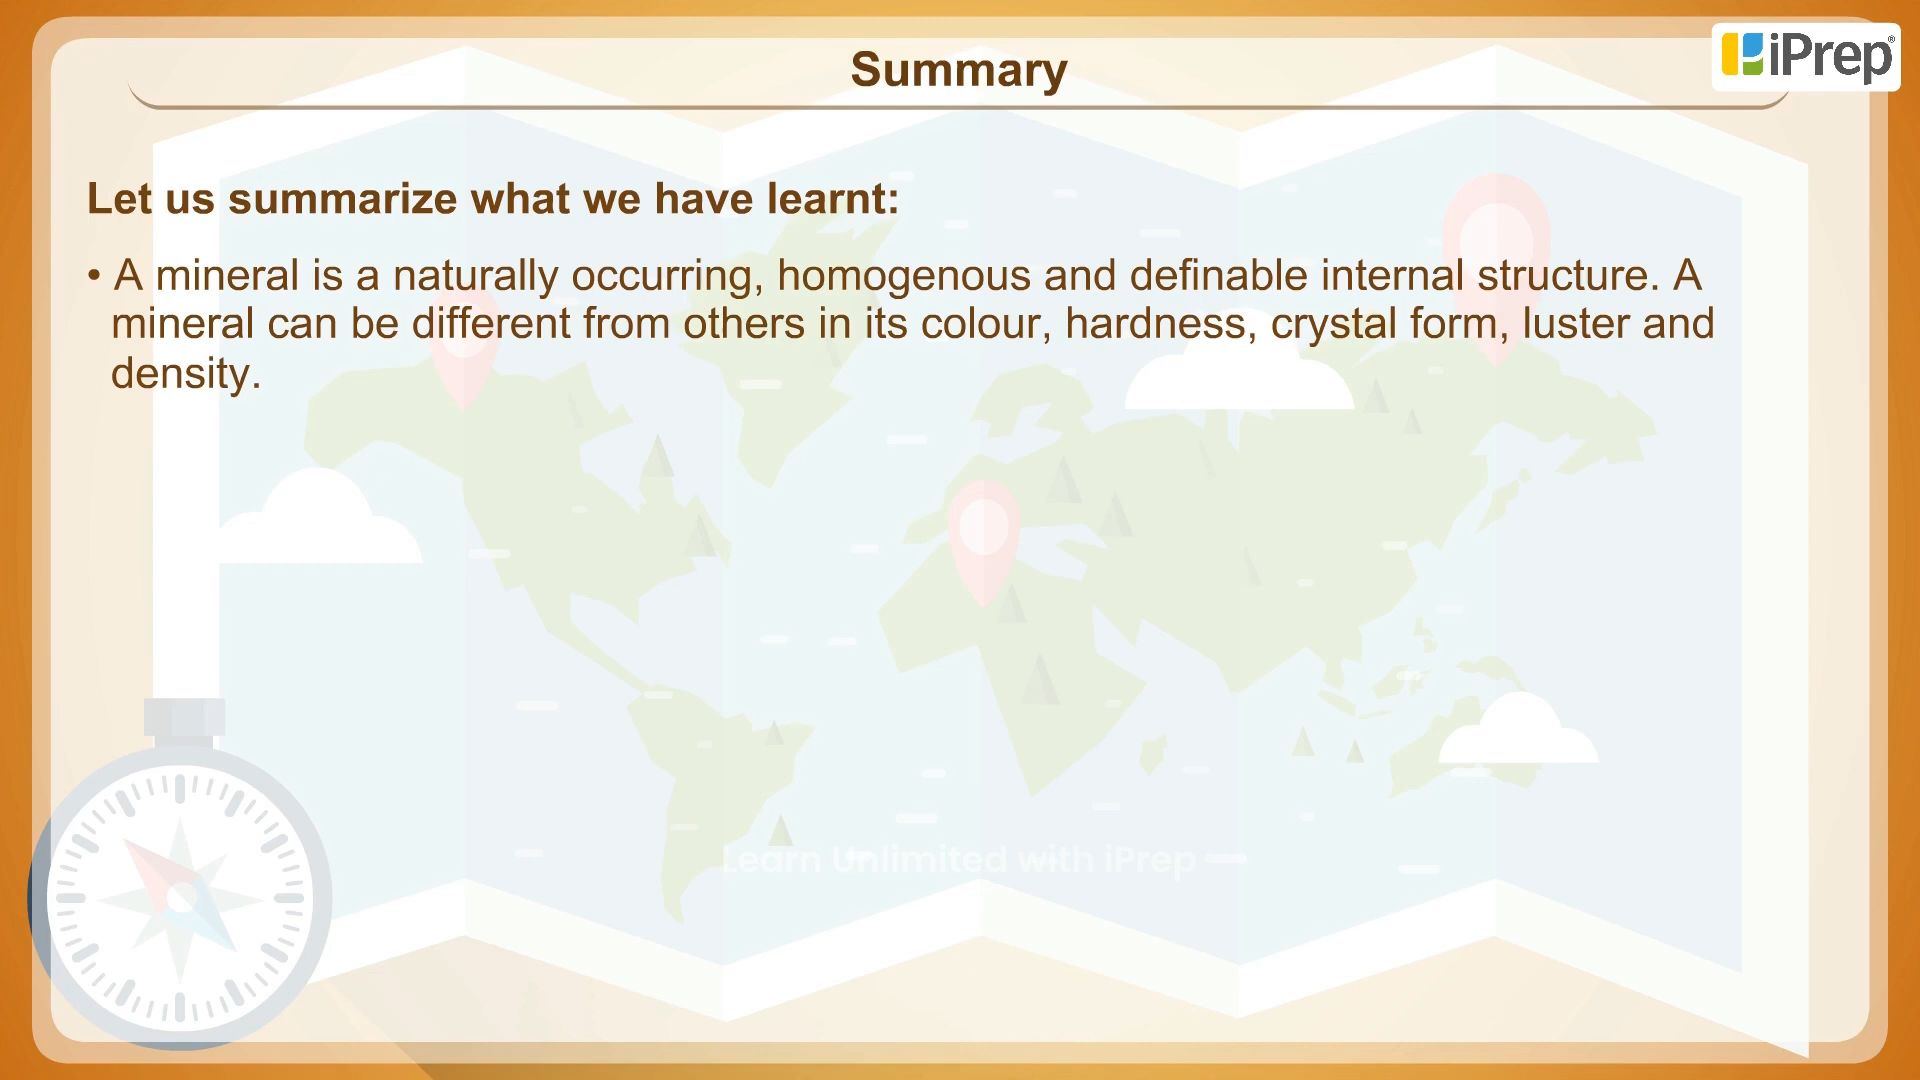 Summary
iPrep®
Let us summarize what we have learnt:
• A mineral is a naturally occurring, homogenous and definable internal structure. A
mineral can be different from others in its colour, hardness, crystal form, luster and
density.
Learn Unlimited with iPrep